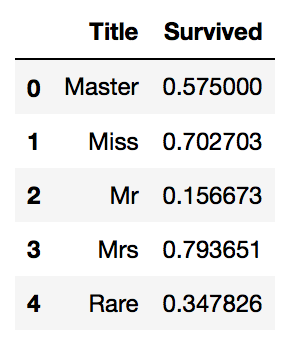 Title Survived
0 Master 0.575000
1 Miss 0.702703
2 Mr 0.156673
3 Mrs 0.793651
4 Rare 0.347826